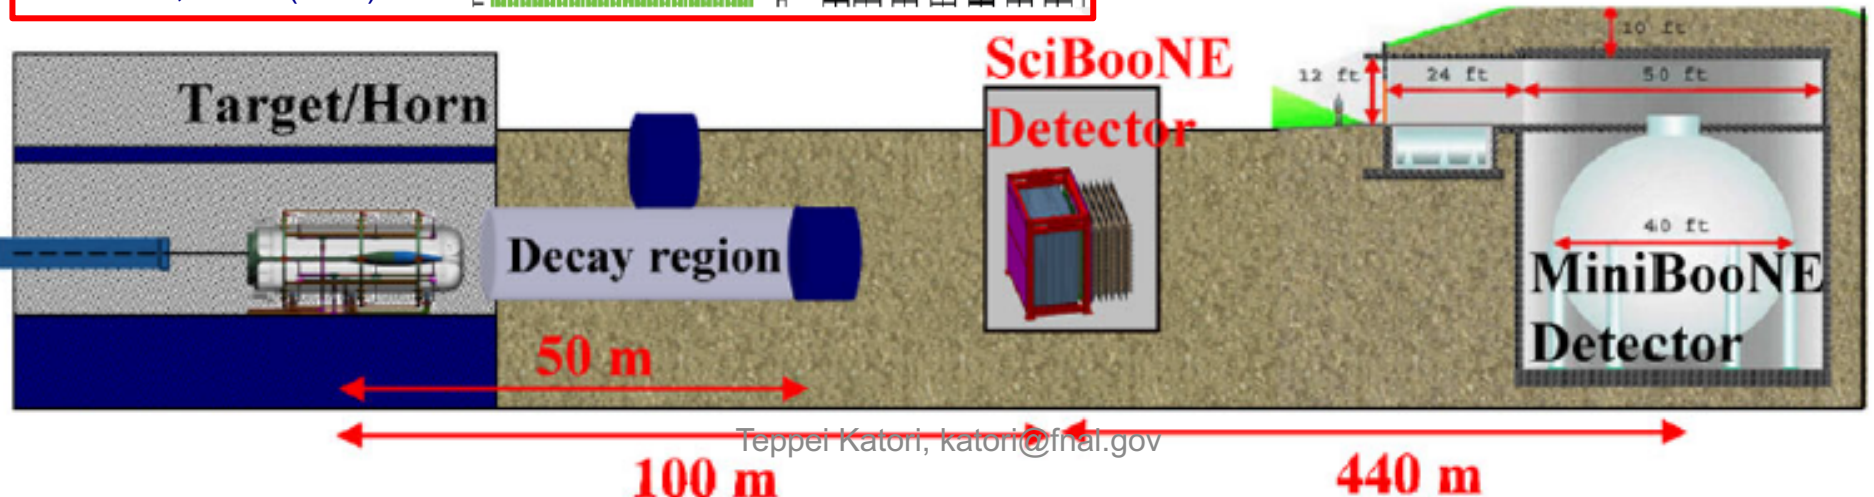 Target/Horn
SciBooNE
Detector
10 ft
12 ft
24 ft
50 ft
Decay region
40 ft
MiniBooNE
Detector
50 m
Teppei Katori, katori@fnal.gov
100 m
440 m